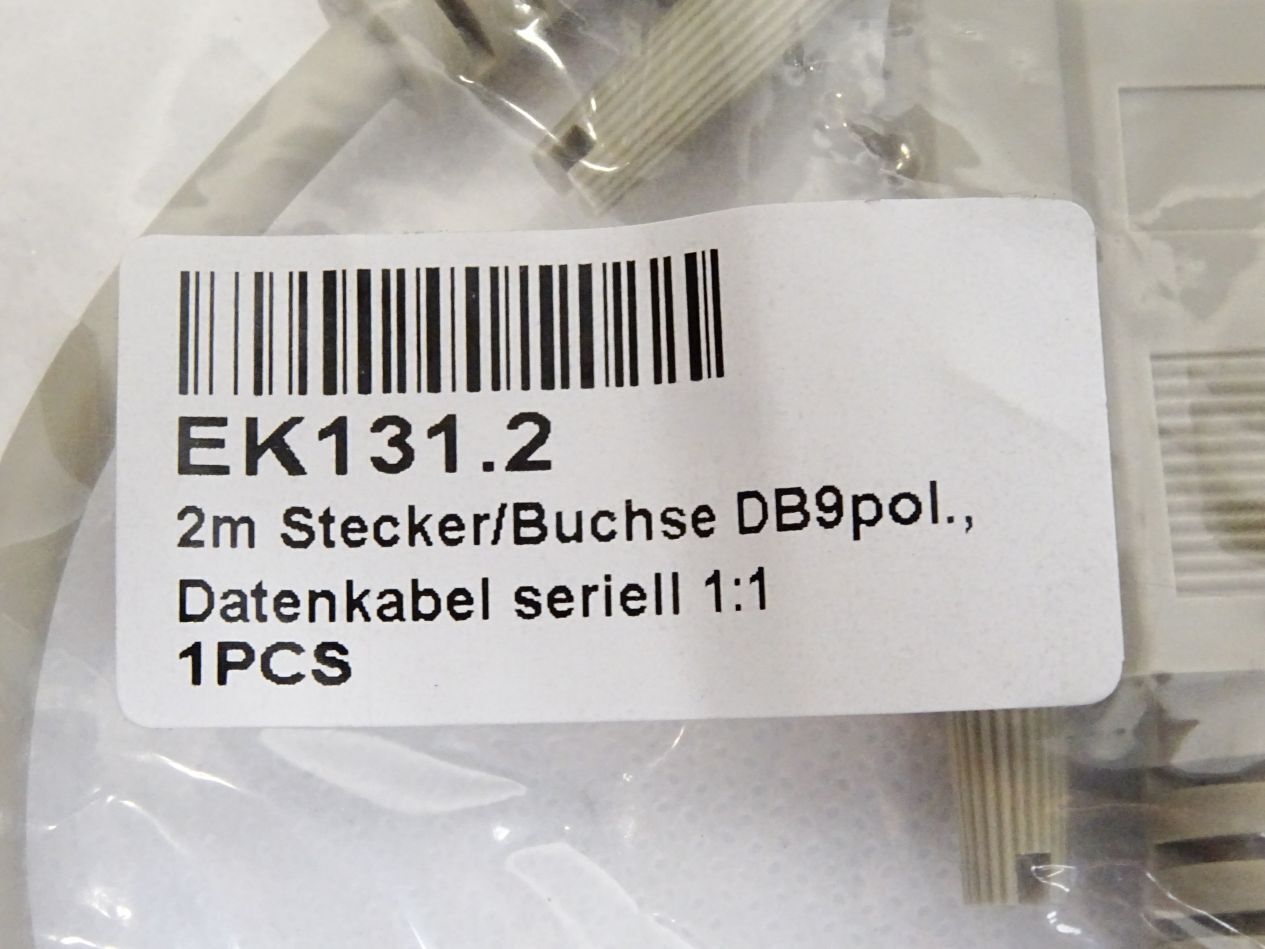 EK131.2
2m Stecker/Buchse DB9pol.,
Datenkabel seriell 1:1
1PCS